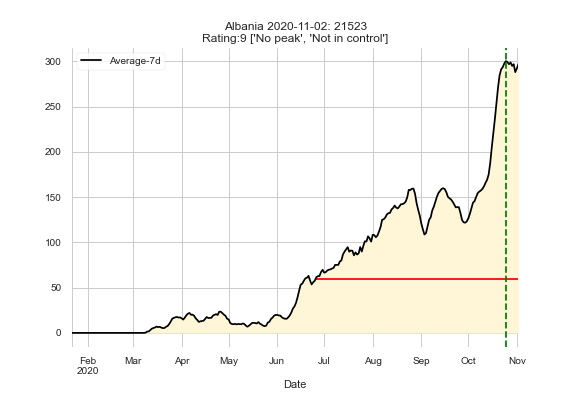 Albania 2020-11-02: 21523
Rating:9 ['No peak', 'Not in control']
Average-7d
300
250
200
150
100
50
0
Feb Mar Apr May Jun Jul Aug Sep Oct Nov
2020
Date